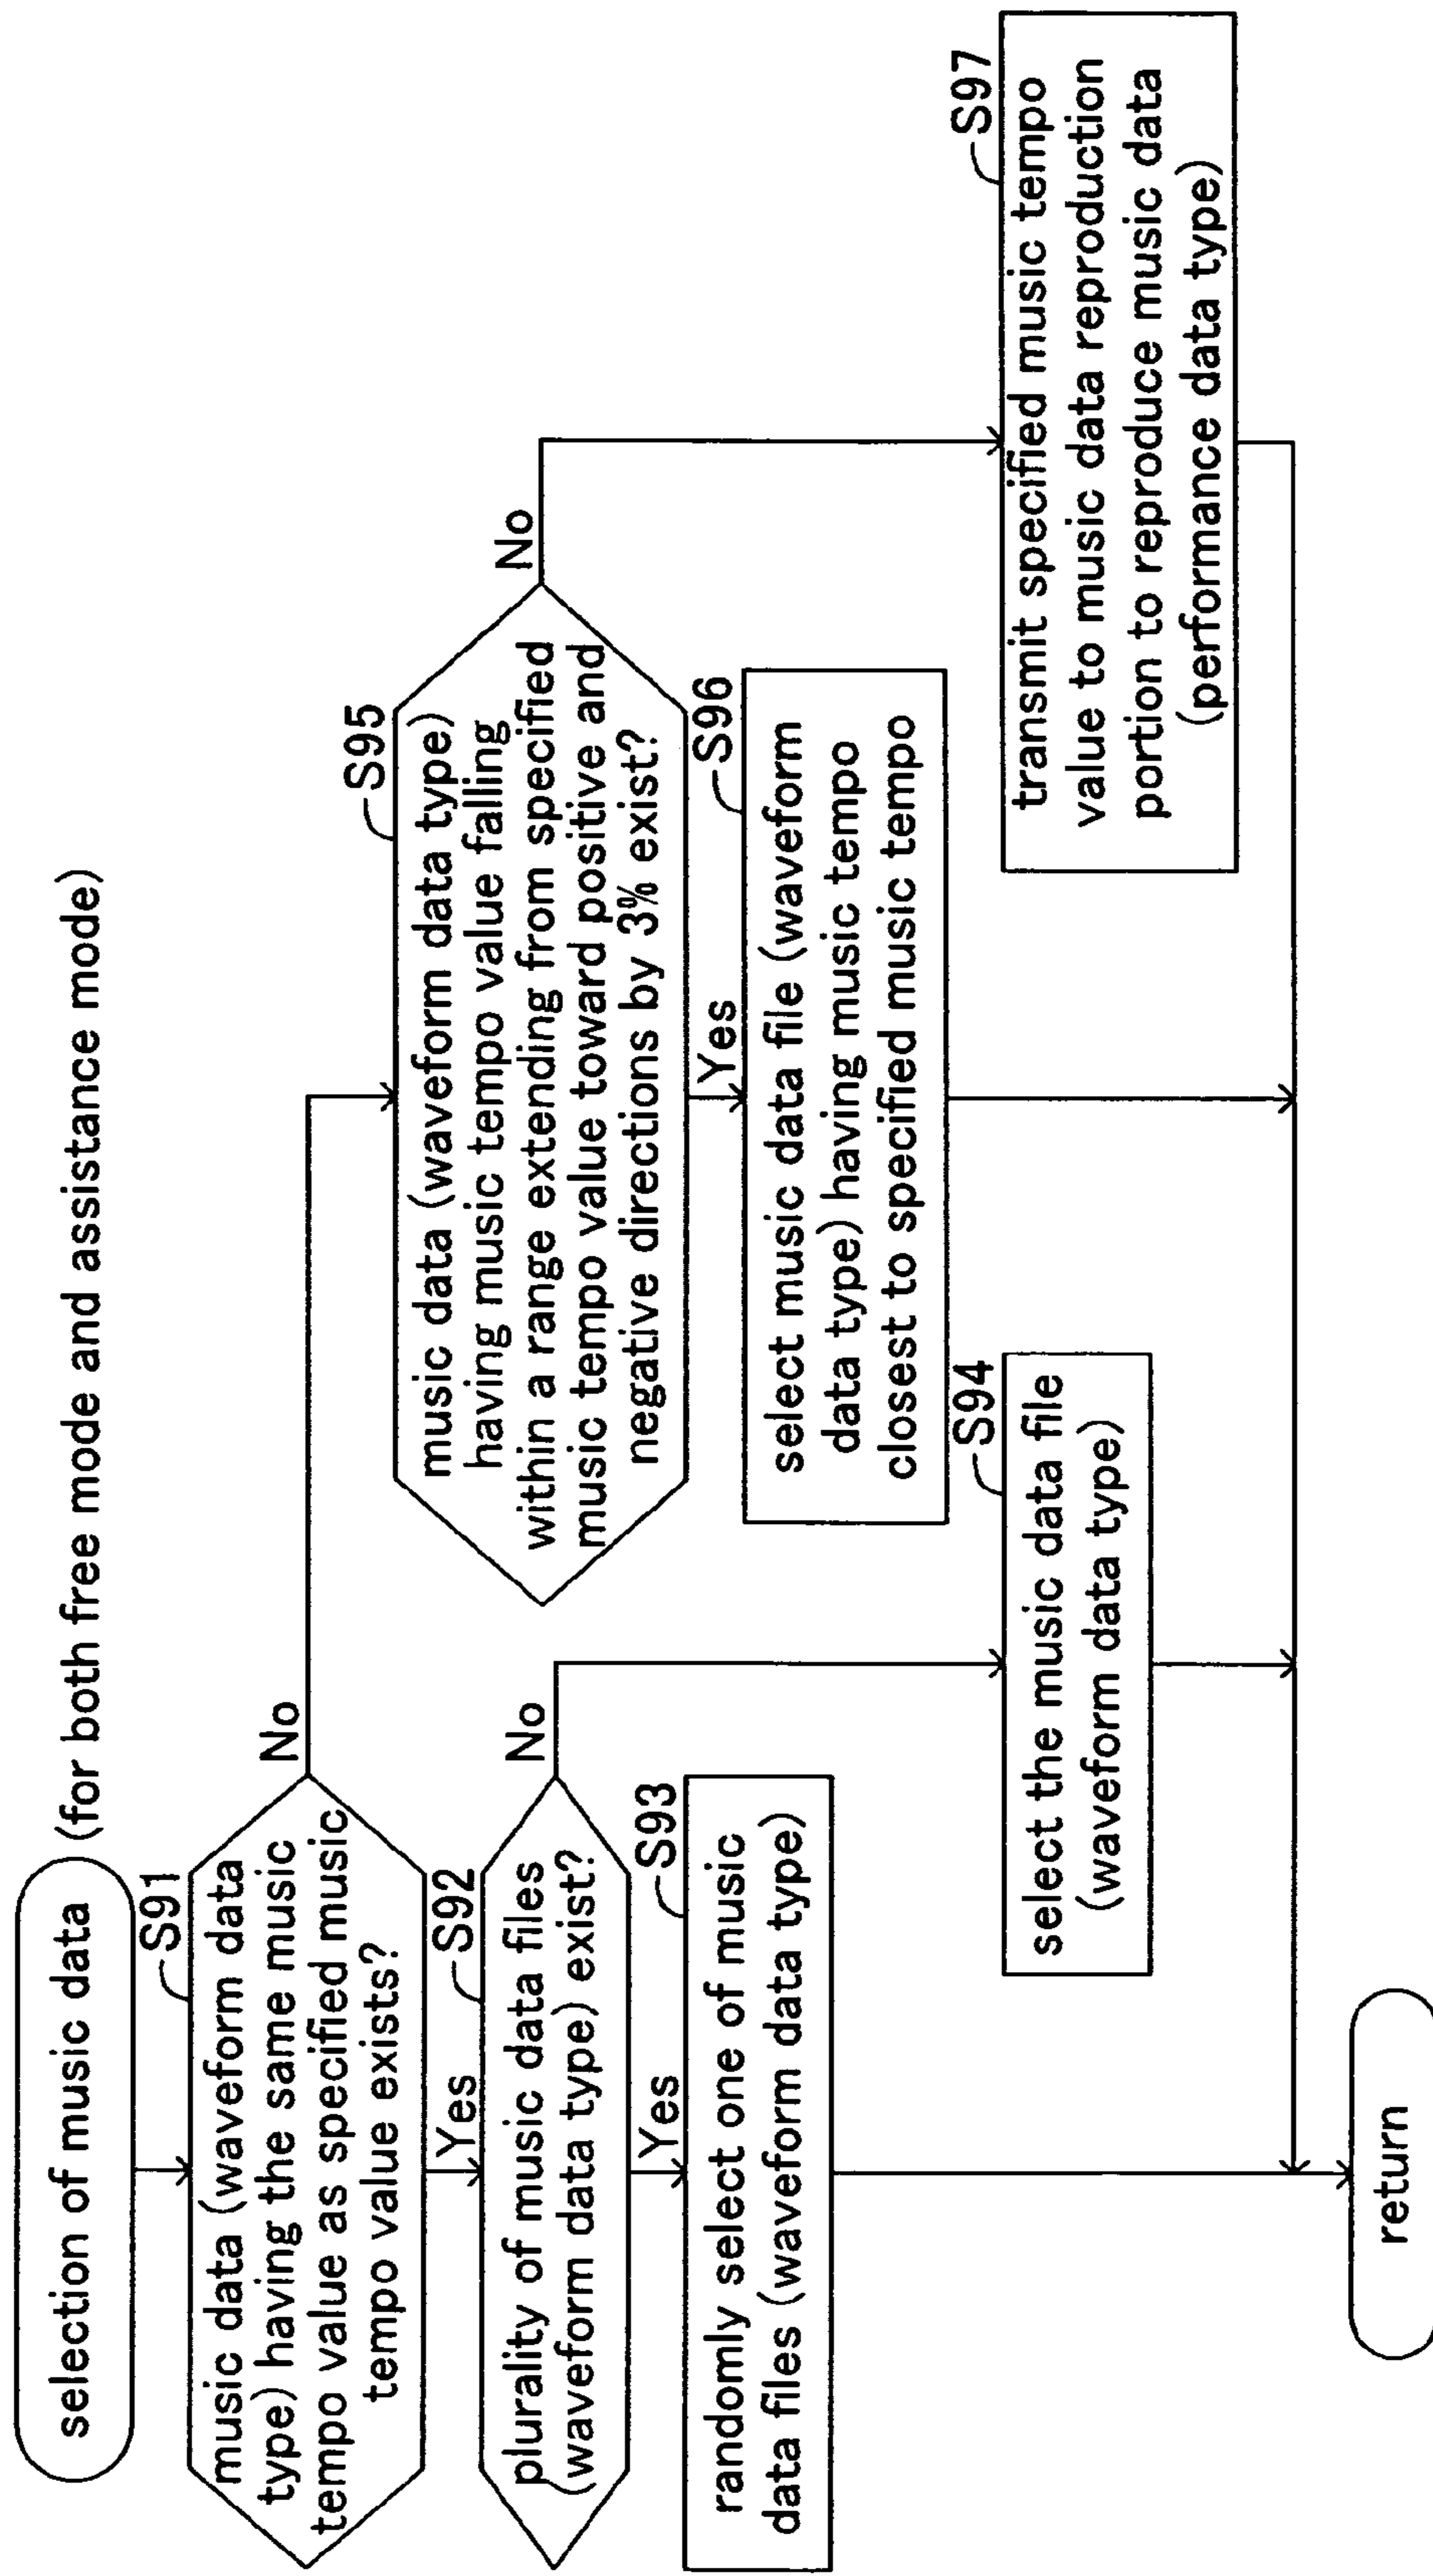 selection of music data
(for both free mode and assistance mode)
S91
music data (waveform data
type) having the same music
tempo value as specified music
tempo value exists?
No
Yes
S92
plurality of music data files
(waveform data type) exist?
No
Yes
S93
randomly select one of music
data files (waveform data type)
S94
select the music data file
(waveform data type)
S95
music data (waveform data type)
having music tempo value falling
within a range extending from specified
music tempo value toward positive and
negative directions by 3% exist?
No
Yes
S96
select music data file (waveform
data type) having music tempo
closest to specified music tempo
S97
transmit specified music tempo
value to music data reproduction
portion to reproduce music data
(performance data type)
return